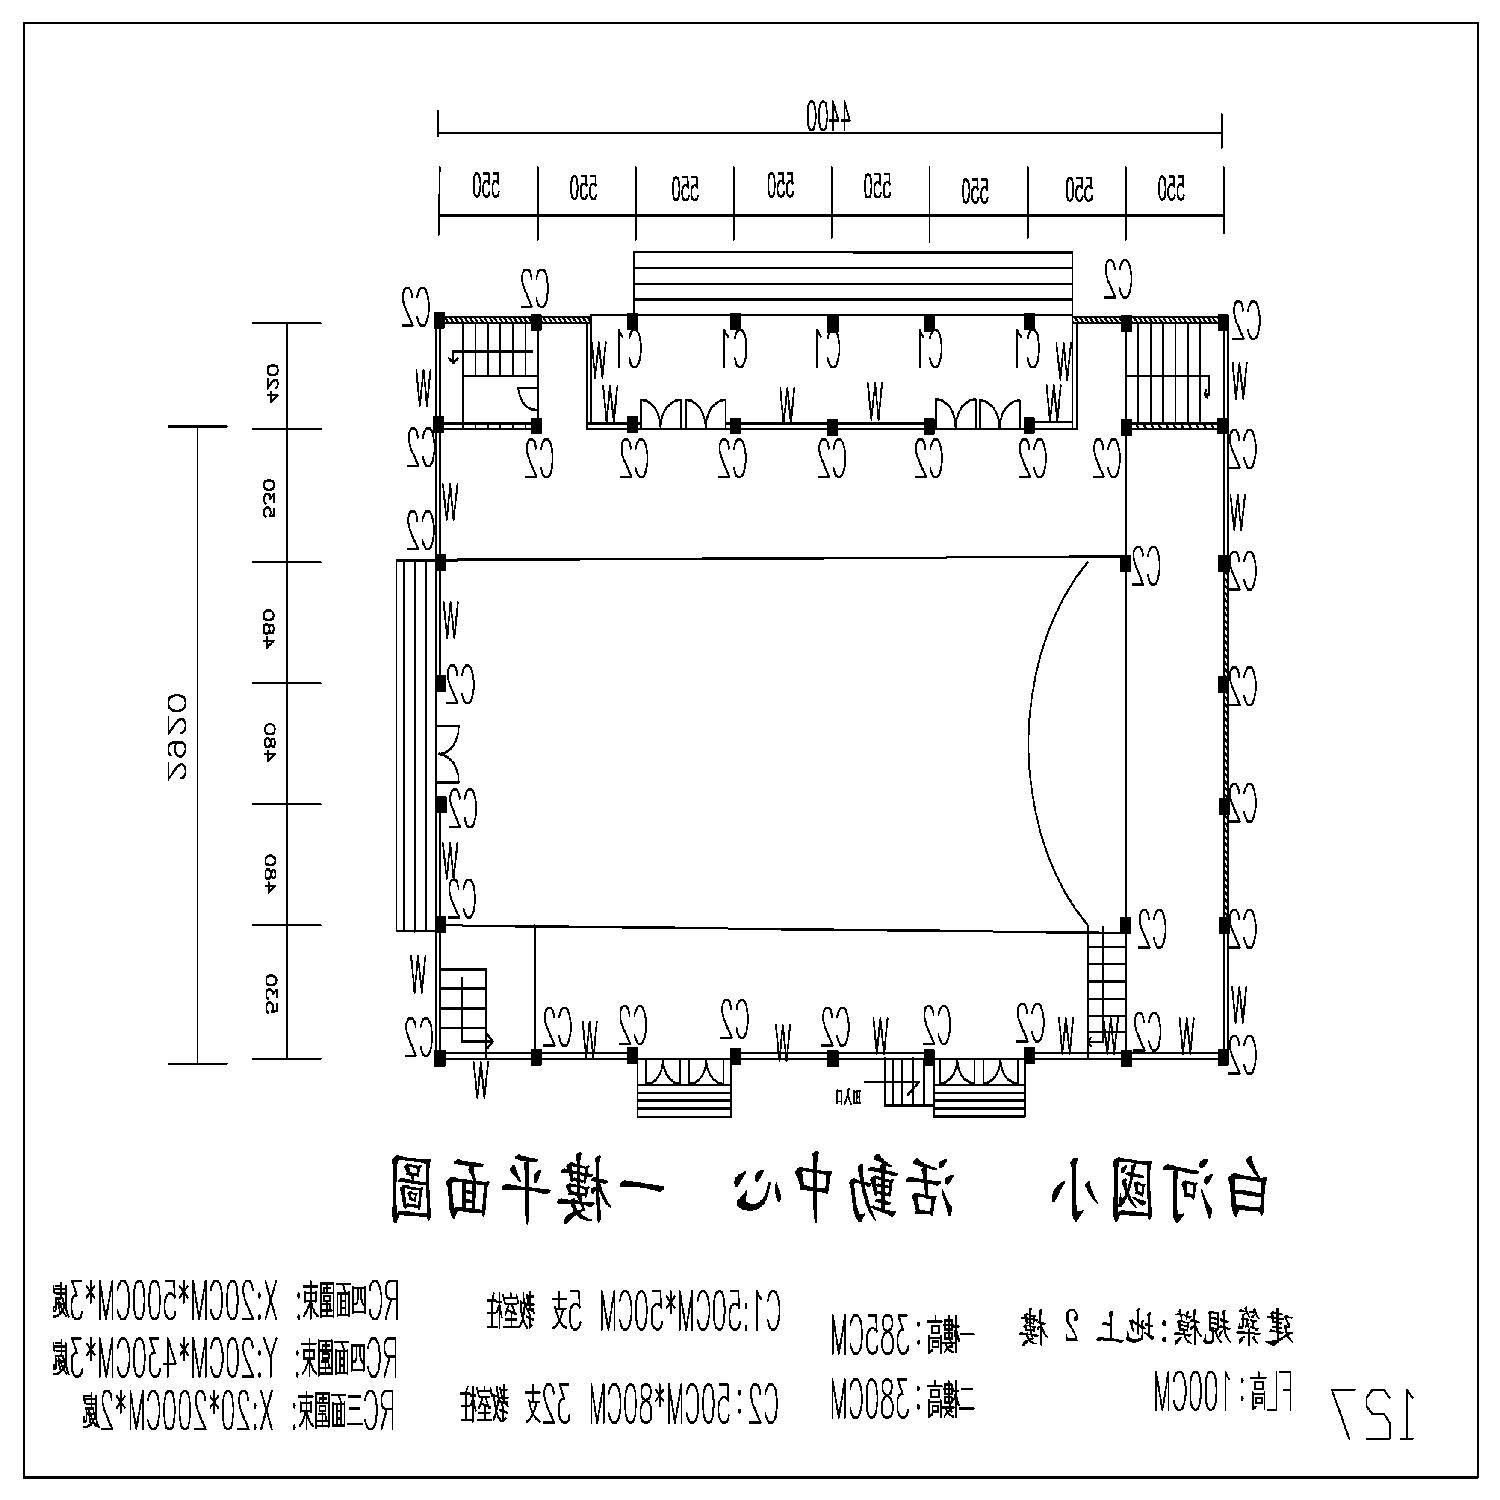 4400
550 550 550 550 550 550 550 550
C2 C2 C2 C2
W C1 C1 C1 C1 C1 W
W W W W W W 420
C2 C2 C2 C2 C2 C2 C2 C2 C2
W W 530
C2
C2 C2
W 480
C2 C2
480
2920
C2 C2
W 480
C2
C2 C2
W W 530
C2 W C2 W W C2 C2 W C2 W C2 C2 W C2
C2
W
出入口
白河國小 活動中心 一樓平面圖
建築規模:地上 2 樓
FL高:100CM
一樓高:385CM
二樓高:380CM
C1:50CM*50CM 5支 教室柱
C2:50CM*80CM 32支 教室柱
RC四面圍束: X:20CM*500CM*3處
RC四面圍束: Y:20CM*430CM*3處
RC三面圍束: X:20*2000CM*2處
127